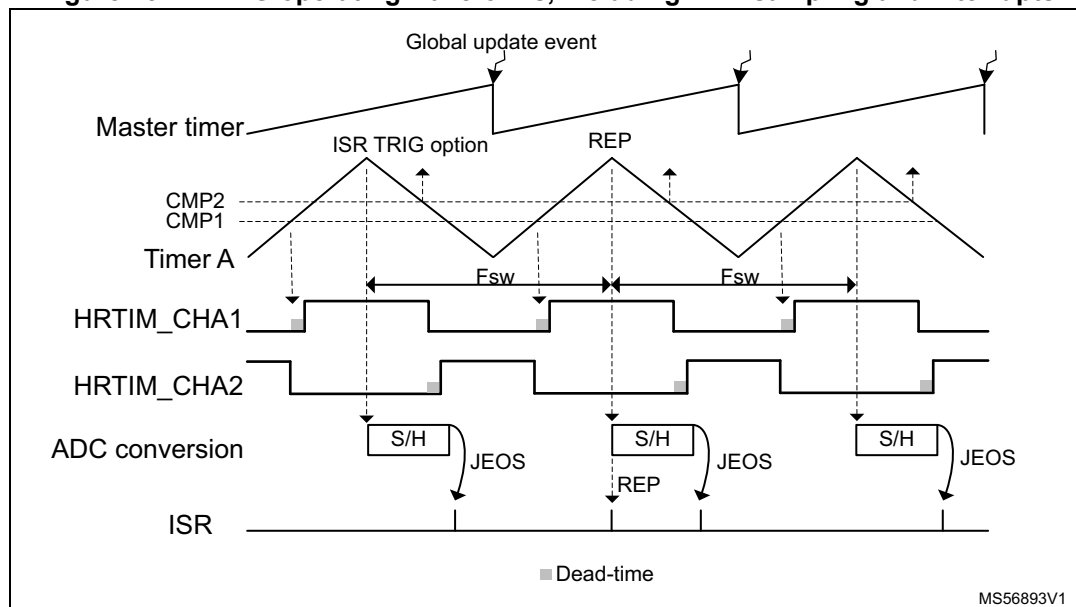 Global update event
Master timer
ISR TRIG option
REP
CMP2
CMP1
Timer A
Fsw
Fsw
HRTIM_CHA1
HRTIM_CHA2
ADC conversion
S/H
S/H
S/H
JEOS
JEOS
JEOS
REP
ISR
Dead-time
MS56893V1